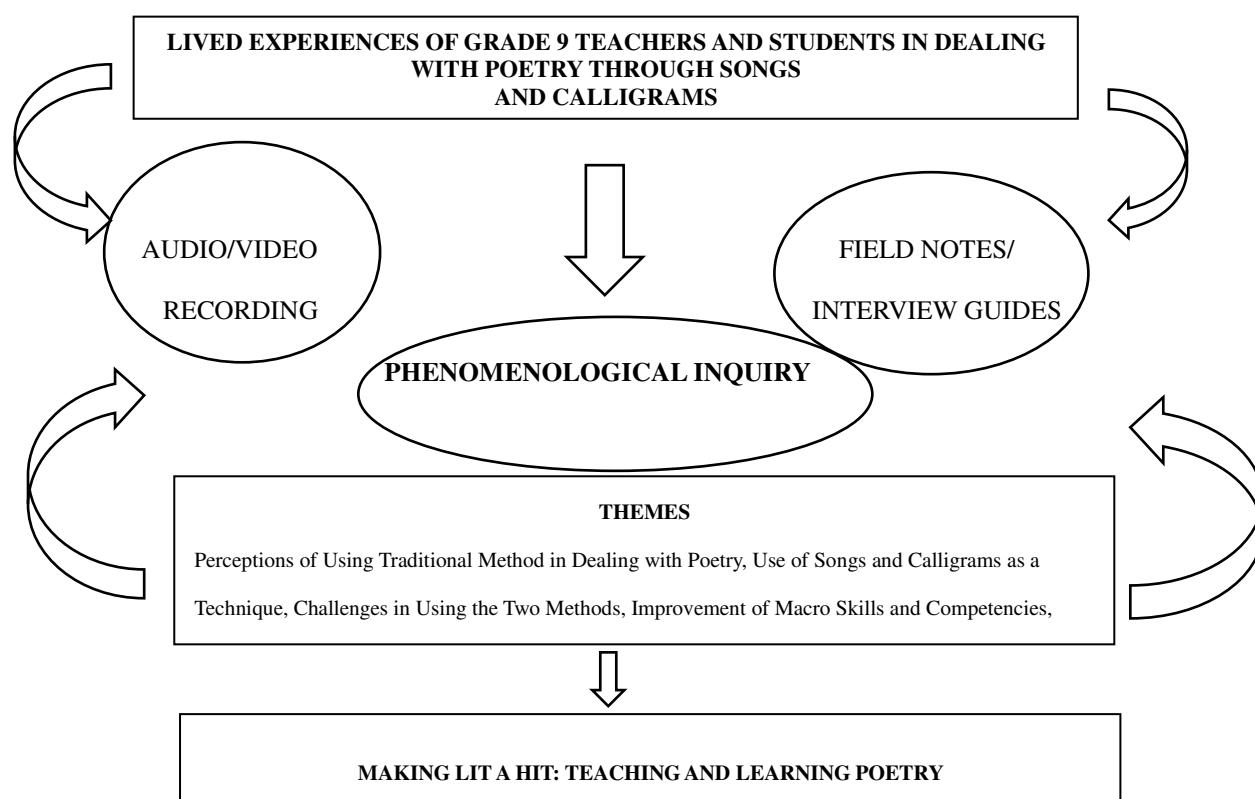 LIVED EXPERIENCES OF GRADE 9 TEACHERS AND STUDENTS IN DEALING
WITH POETRY THROUGH SONGS
AND CALLIGRAMS
AUDIO/VIDEO
RECORDING
FIELD NOTES/
INTERVIEW GUIDES
PHENOMENOLOGICAL INQUIRY
THEMES
Perceptions of Using Traditional Method in Dealing with Poetry, Use of Songs and Calligrams as a
Technique, Challenges in Using the Two Methods, Improvement of Macro Skills and Competencies,
MAKING LIT A HIT: TEACHING AND LEARNING POETRY